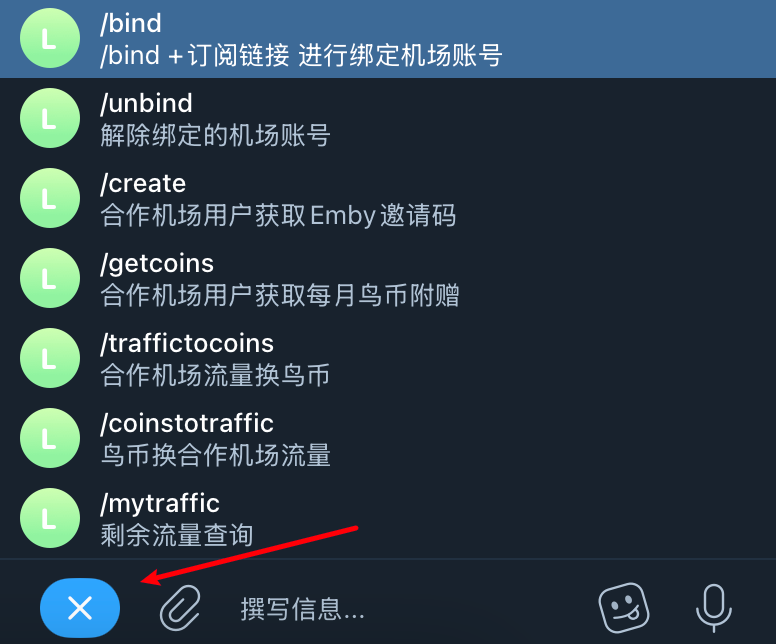 L
/bind
/bind +订阅链接 进行绑定机场账号
L
/unbind
解除绑定的机场账号
L
/create
合作机场用户获取Emby邀请码
L
/getcoins
合作机场用户获取每月鸟币附赠
L
/traffictocoins
合作机场流量换鸟币
L
/coinstotraffic
鸟币换合作机场流量
L
/mytraffic
剩余流量查询
撰写信息...